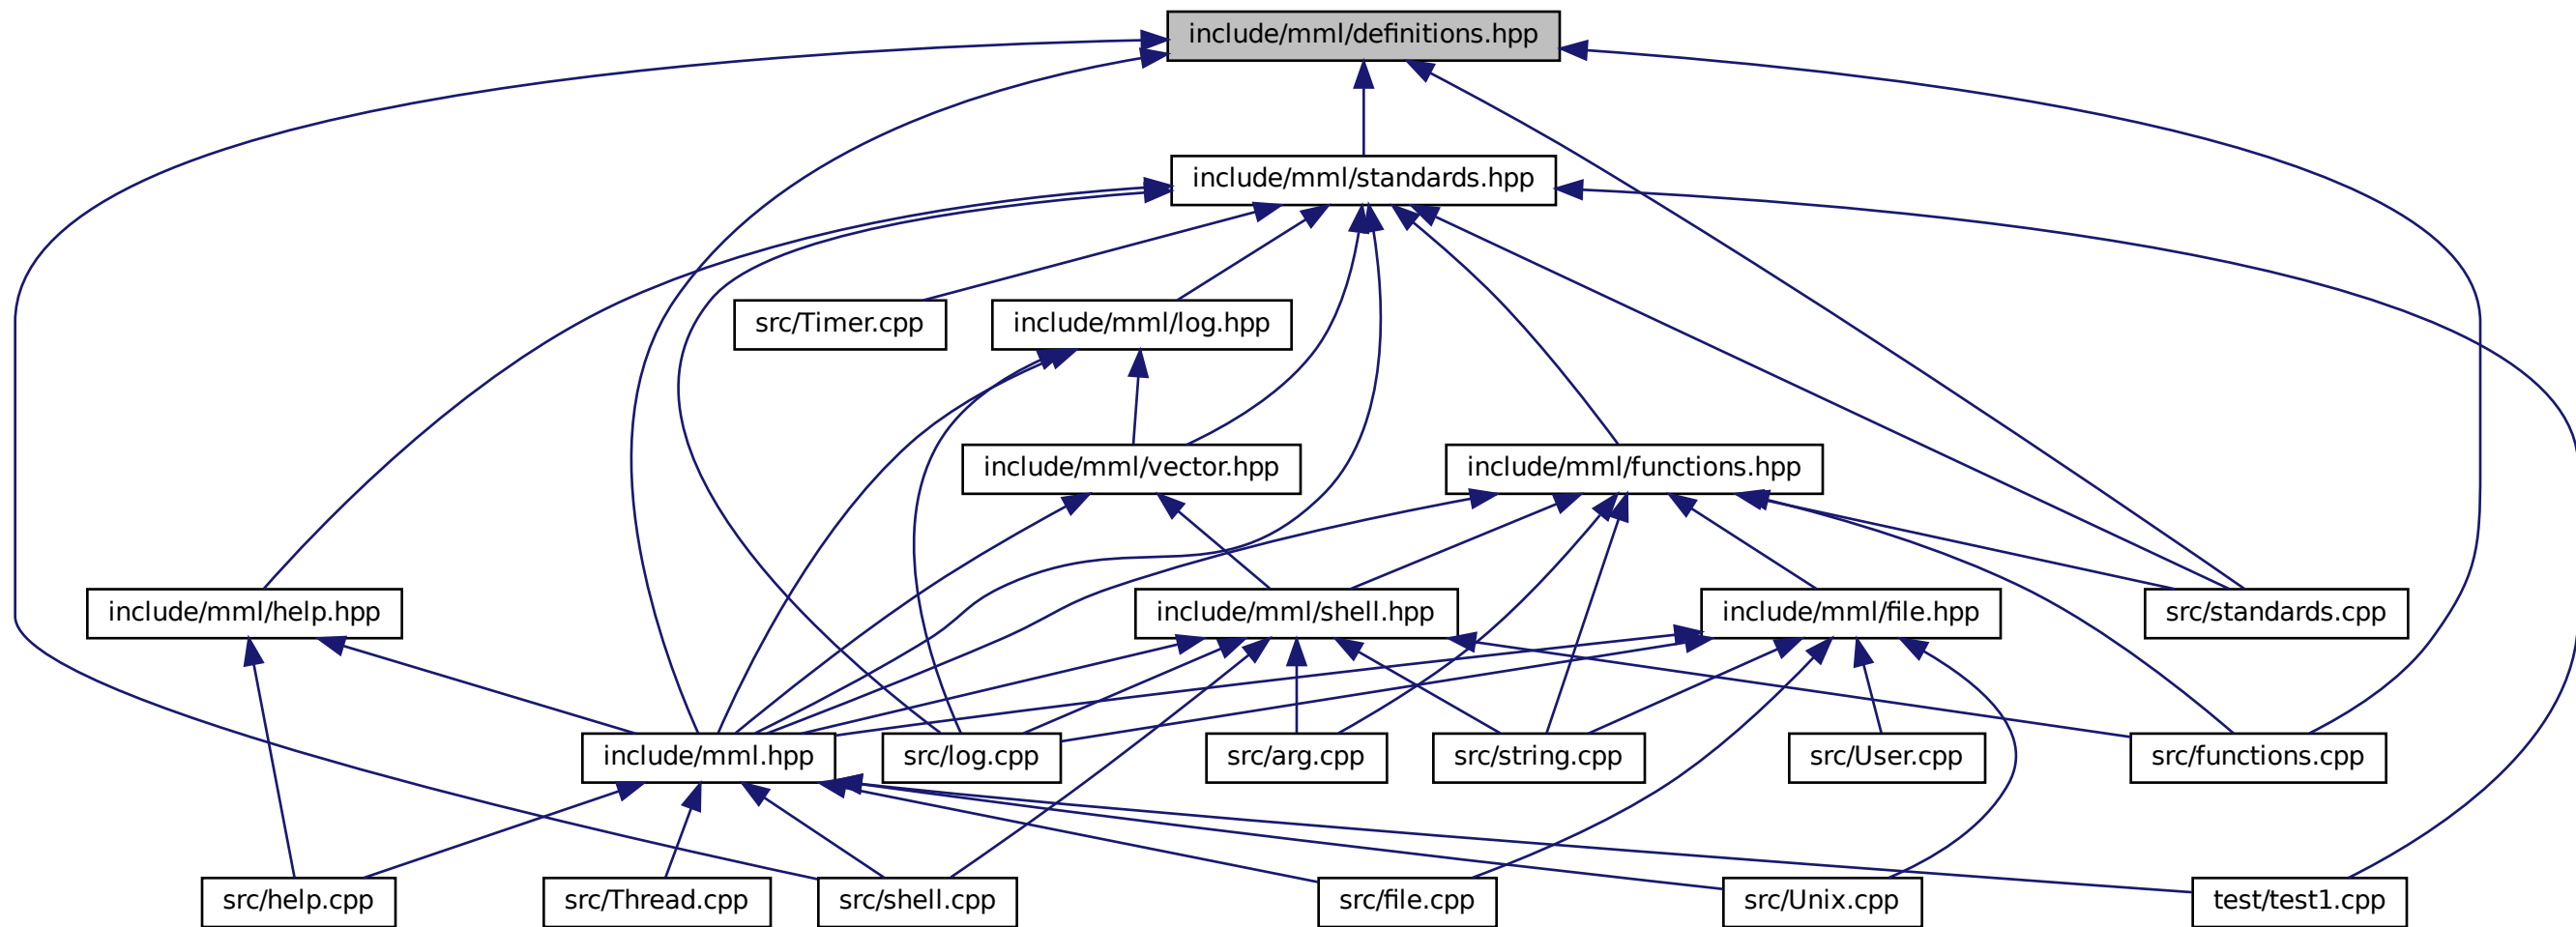 include/mml/definitions.hpp
include/mml/standards.hpp
src/Timer.cpp
include/mml/log.hpp
include/mml/vector.hpp
include/mml/functions.hpp
include/mml/help.hpp
include/mml/shell.hpp
include/mml/file.hpp
src/standards.cpp
include/mml.hpp
src/log.cpp
src/arg.cpp
src/string.cpp
src/User.cpp
src/functions.cpp
src/help.cpp
src/Thread.cpp
src/shell.cpp
src/file.cpp
src/Unix.cpp
test/test1.cpp